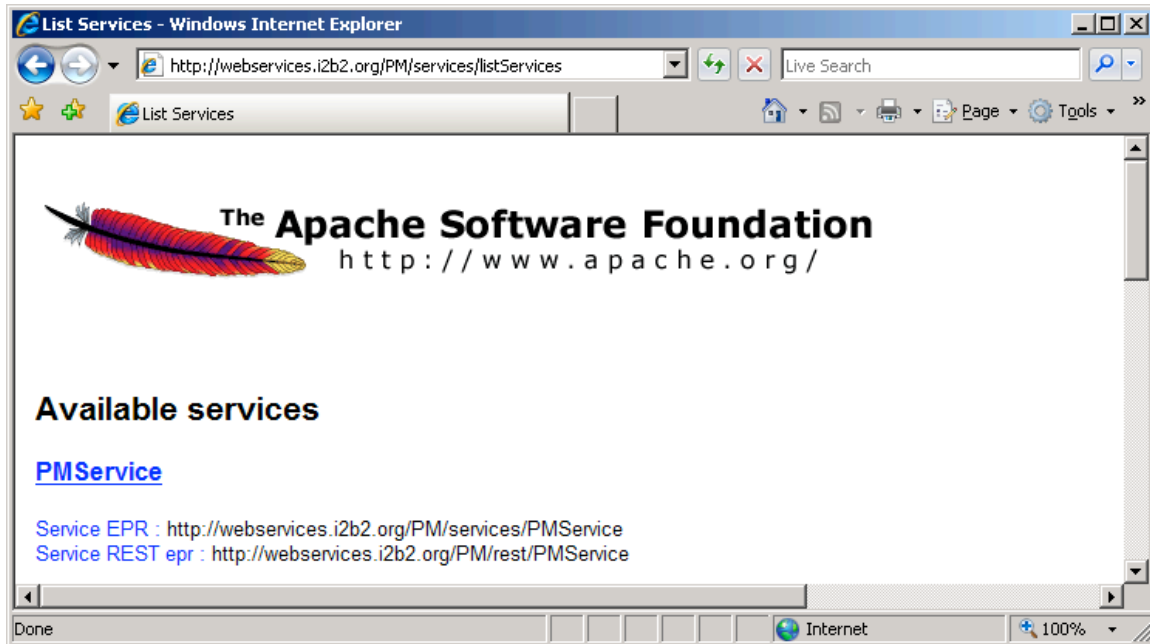 List Services - Windows Internet Explorer
http://webservices.i2b2.org/PM/services/listServices
Live Search
List Services
Page
Tools
»
The Apache Software Foundation
http://www.apache.org/
Available services
PMService
Service EPR : http://webservices.i2b2.org/PM/services/PMService
Service REST epr : http://webservices.i2b2.org/PM/rest/PMService
Done
Internet
100%